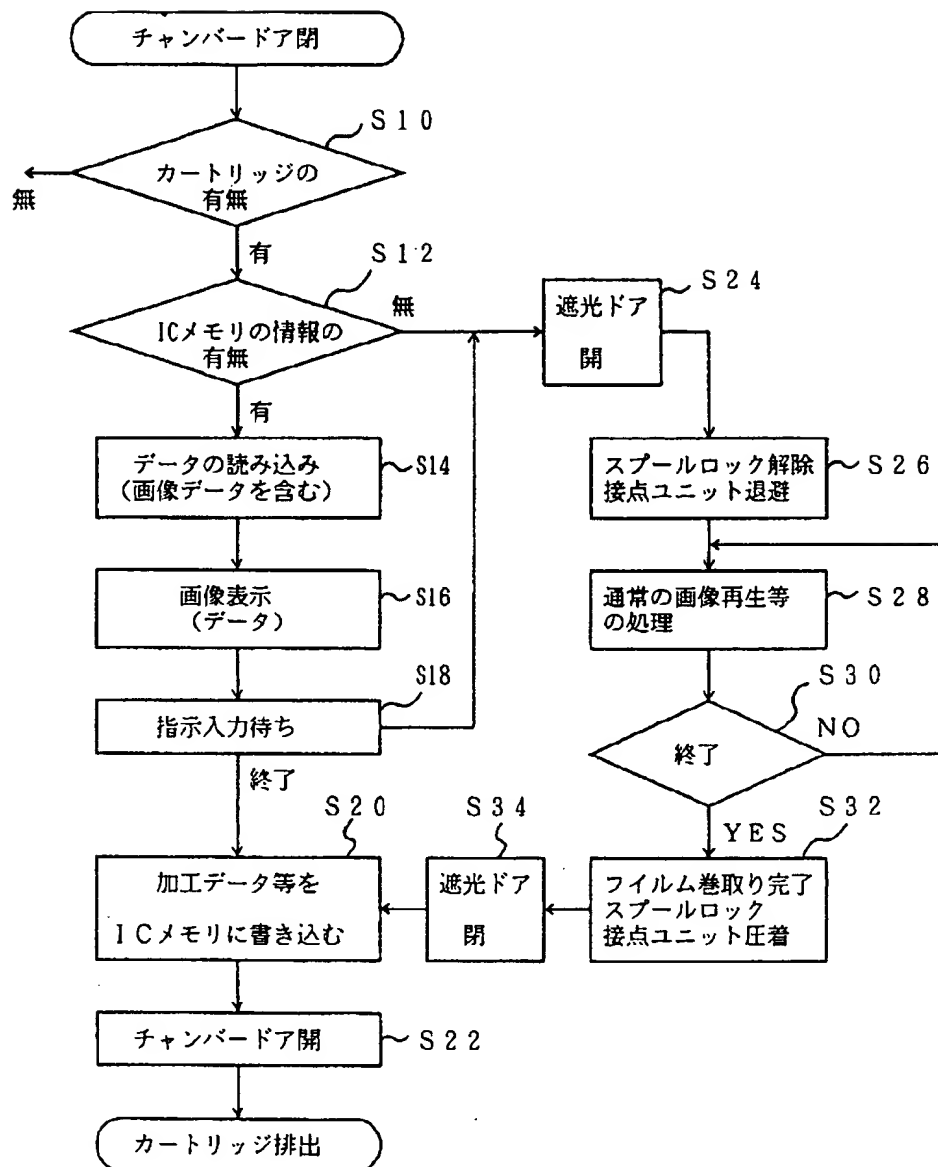 チャンバードア閉
S10
カートリッジの
有無
無
有
S12
ICメモリの情報の
有無
無
有
S24
遮光ドア
開
データの読み込み
(画像データを含む)
S14
スプールロック解除
接点ユニット退避
S26
画像表示
(データ)
S16
通常の画像再生等
の処理
S28
S18
指示入力待ち
終了
S30
終了
NO
YES
S20
加工データ等を
ICメモリに書き込む
S34
遮光ドア
閉
S32
フイルム巻取り完了
スプールロック
接点ユニット圧着
チャンバードア開
S22
カートリッジ排出